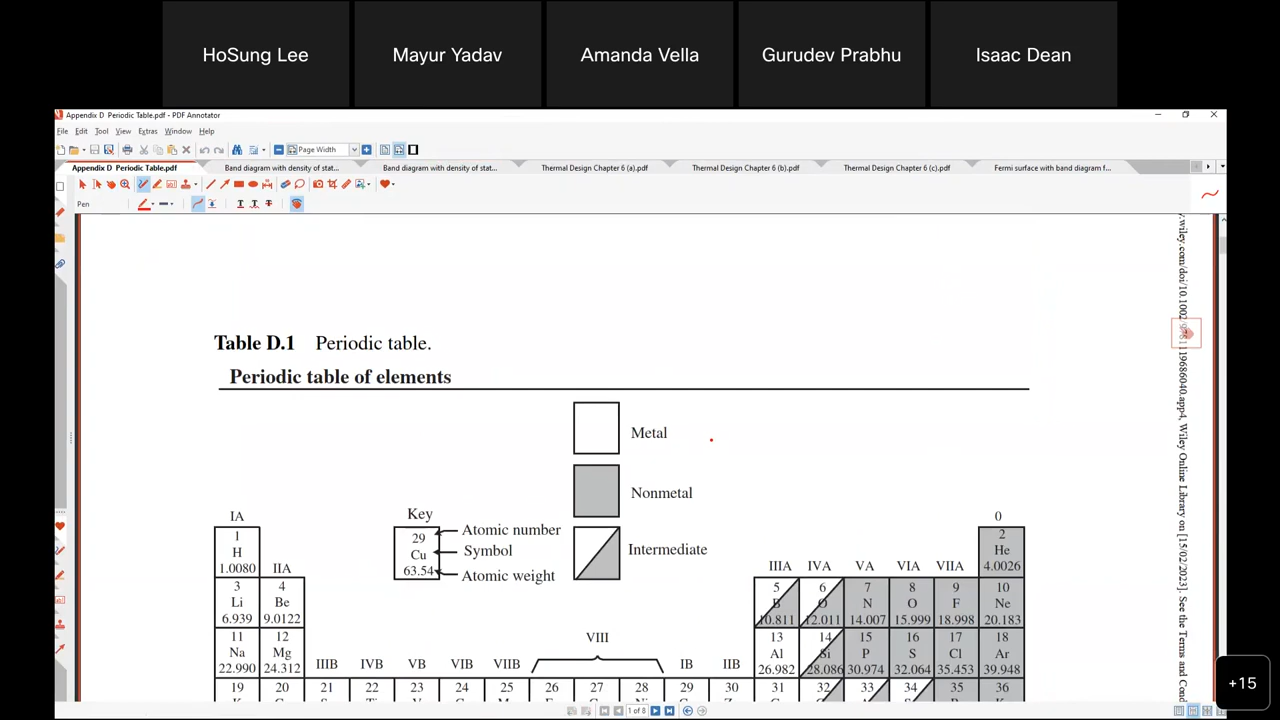 HoSung Lee Mayur Yadav Amanda Vella Gurudev Prabhu Isaac Dean
Appendix D Periodic Table.pdf - PDF Annotator
File Edit Tool View Extras Window Help
Page Width
Appendix D Periodic Table.pdf Band diagram with density of stat... Band diagram with density of stat... Thermal Design Chapter 6 (a).pdf Thermal Design Chapter 6 (b).pdf Thermal Design Chapter 6 (c).pdf Fermi surface with band diagram f...
Pen
Table D.1 Periodic table.
Periodic table of elements
Metal
Nonmetal
Intermediate
Key
29
Cu
63.54
Atomic number
Symbol
Atomic weight
IA 0
1 2
H He
1.0080 IIA IIIA IVA VA VIA VIIA 4.0026
3 4 5 6 7 8 9 10
Li Be B C N O F Ne
6.939 9.0122 10.811 12.011 14.007 15.999 18.998 20.183
11 12 13 14 15 16 17 18
Na Mg VIII Al Si P S Cl Ar
22.990 24.312 IIIB IVB VB VIB VIIB IB IIB 26.982 28.086 30.974 32.064 35.453 39.948
19 20 21 22 23 24 25 26 27 28 29 30 31 32 33 34 35 36
1 of 8
+15